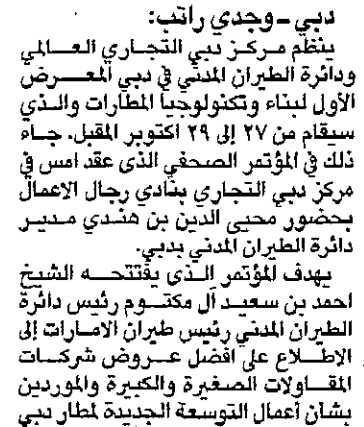 دبي - وجدي راتب:
ينظم مركز دبي التجاري العالمي
ودائرة الطيران المدني في دبي المعرض
الأول لبناء وتكنولوجيا المطارات والذي
سيقام من ٢٧ إلى ٢٩ اكتوبر المقبل. جاء
ذلك في المؤتمر الصحفي الذى عقد امس في
مركز دبي التجاري بنادي رجال الاعمال
بحضور محيى الدين بن هندي مدير
دائرة الطيران المدني بدبي.
يهدف المؤتمر الذى يفتتحه الشيخ
احمد بن سعيد آل مكتوم رئيس دائرة
الطيران المدني رئيس طيران الامارات إلى
الإطلاع على افضل عروض شركات
المقاولات الصغيرة والكبيرة والموردين
بشأن أعمال التوسعة الجديدة لمطار دبي